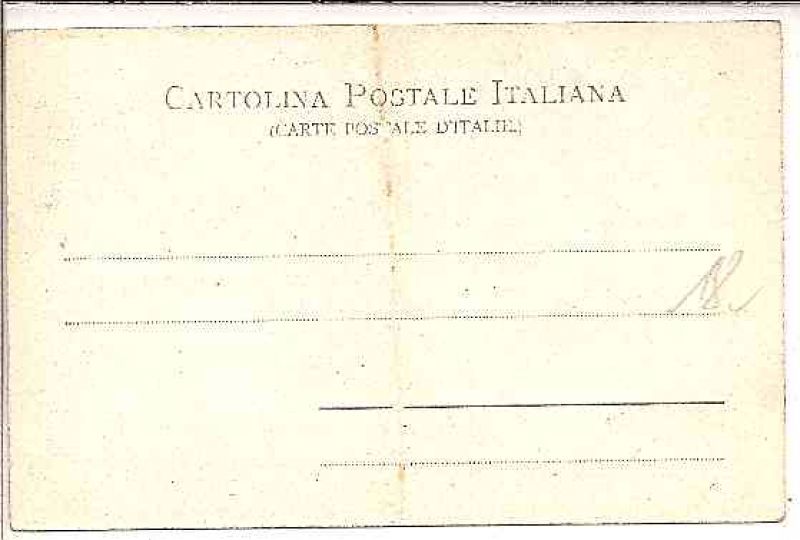 CARTOLINA POSTALE ITALIANA
(CARTE POSTALE D'ITALIE.)